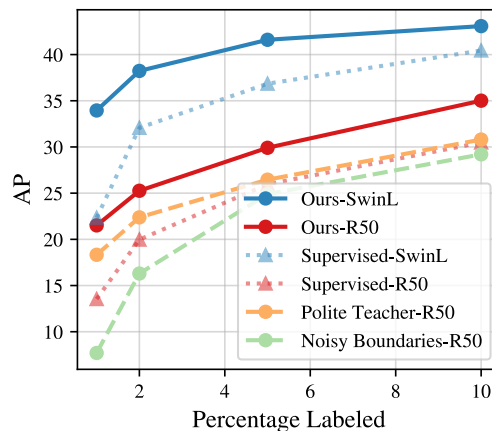 AP
40
35
30
25
20
15
10
Ours-SwinL
Ours-R50
Supervised-SwinL
Supervised-R50
Polite Teacher-R50
Noisy Boundaries-R50
2
4
6
8
10
Percentage Labeled